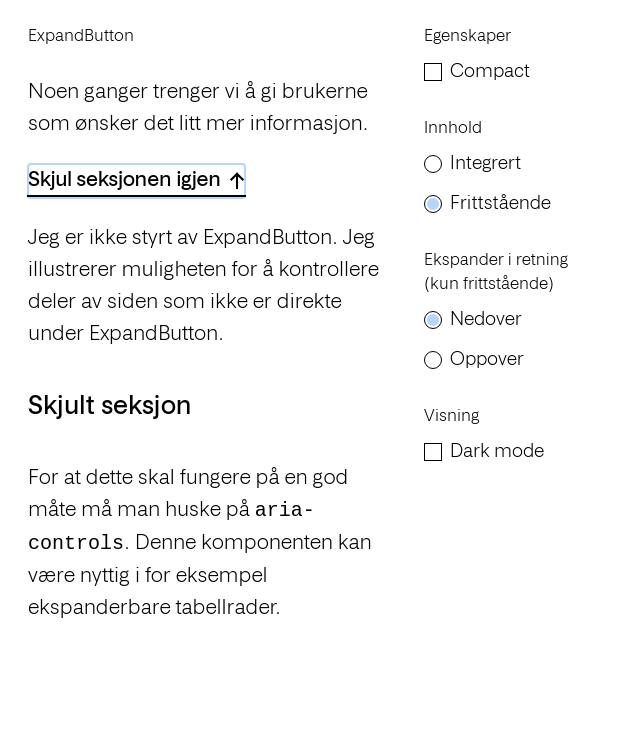 ExpandButton
Noen ganger trenger vi å gi brukerne
som ønsker det litt mer informasjon.
Skjul seksjonen igjen
Jeg er ikke styrt av ExpandButton. Jeg
illustrerer muligheten for å kontrollere
deler av siden som ikke er direkte
under ExpandButton.
Skjult seksjon
For at dette skal fungere på en god
måte må man huske på aria-
controls. Denne komponenten kan
være nyttig i for eksempel
ekspanderbare tabellrader.
Egenskaper
Compact
Innhold
Integrert
Frittstående
Ekspander i retning
(kun frittstående)
Nedover
Oppover
Visning
Dark mode